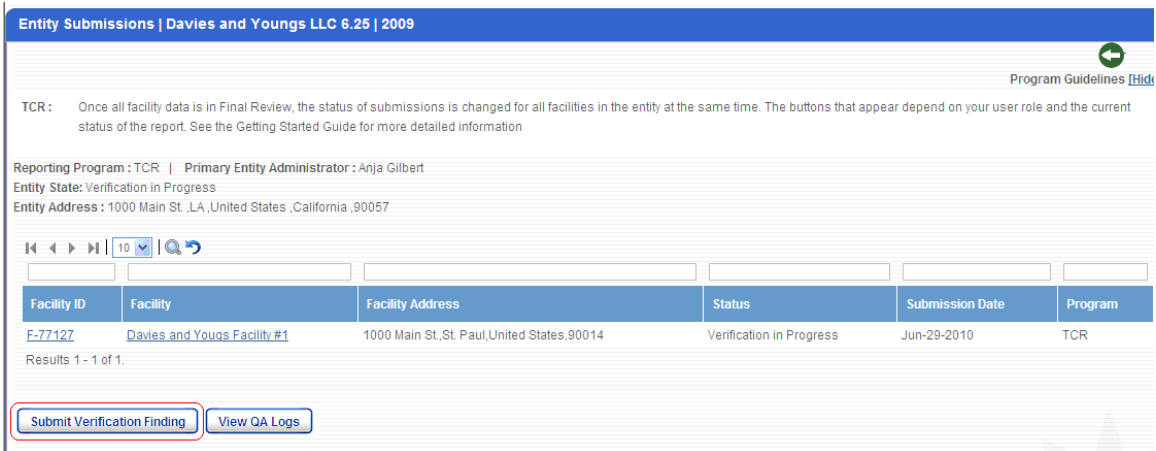 Entity Submissions | Davies and Youngs LLC 6.25 | 2009
Program Guidelines [Hide
TCR : Once all facility data is in Final Review, the status of submissions is changed for all facilities in the entity at the same time. The buttons that appear depend on your user role and the current
status of the report. See the Getting Started Guide for more detailed information
Reporting Program : TCR | Primary Entity Administrator : Anja Gilbert
Entity State: Verification in Progress
Entity Address : 1000 Main St. ,LA ,United States ,California ,90057
10
Facility ID Facility Facility Address Status Submission Date Program
F-77127 Davies and Yougs Facility #1 1000 Main St.,St. Paul,United States,90014 Verification in Progress Jun-29-2010 TCR
Results 1 - 1 of 1.
Submit Verification Finding View QA Logs